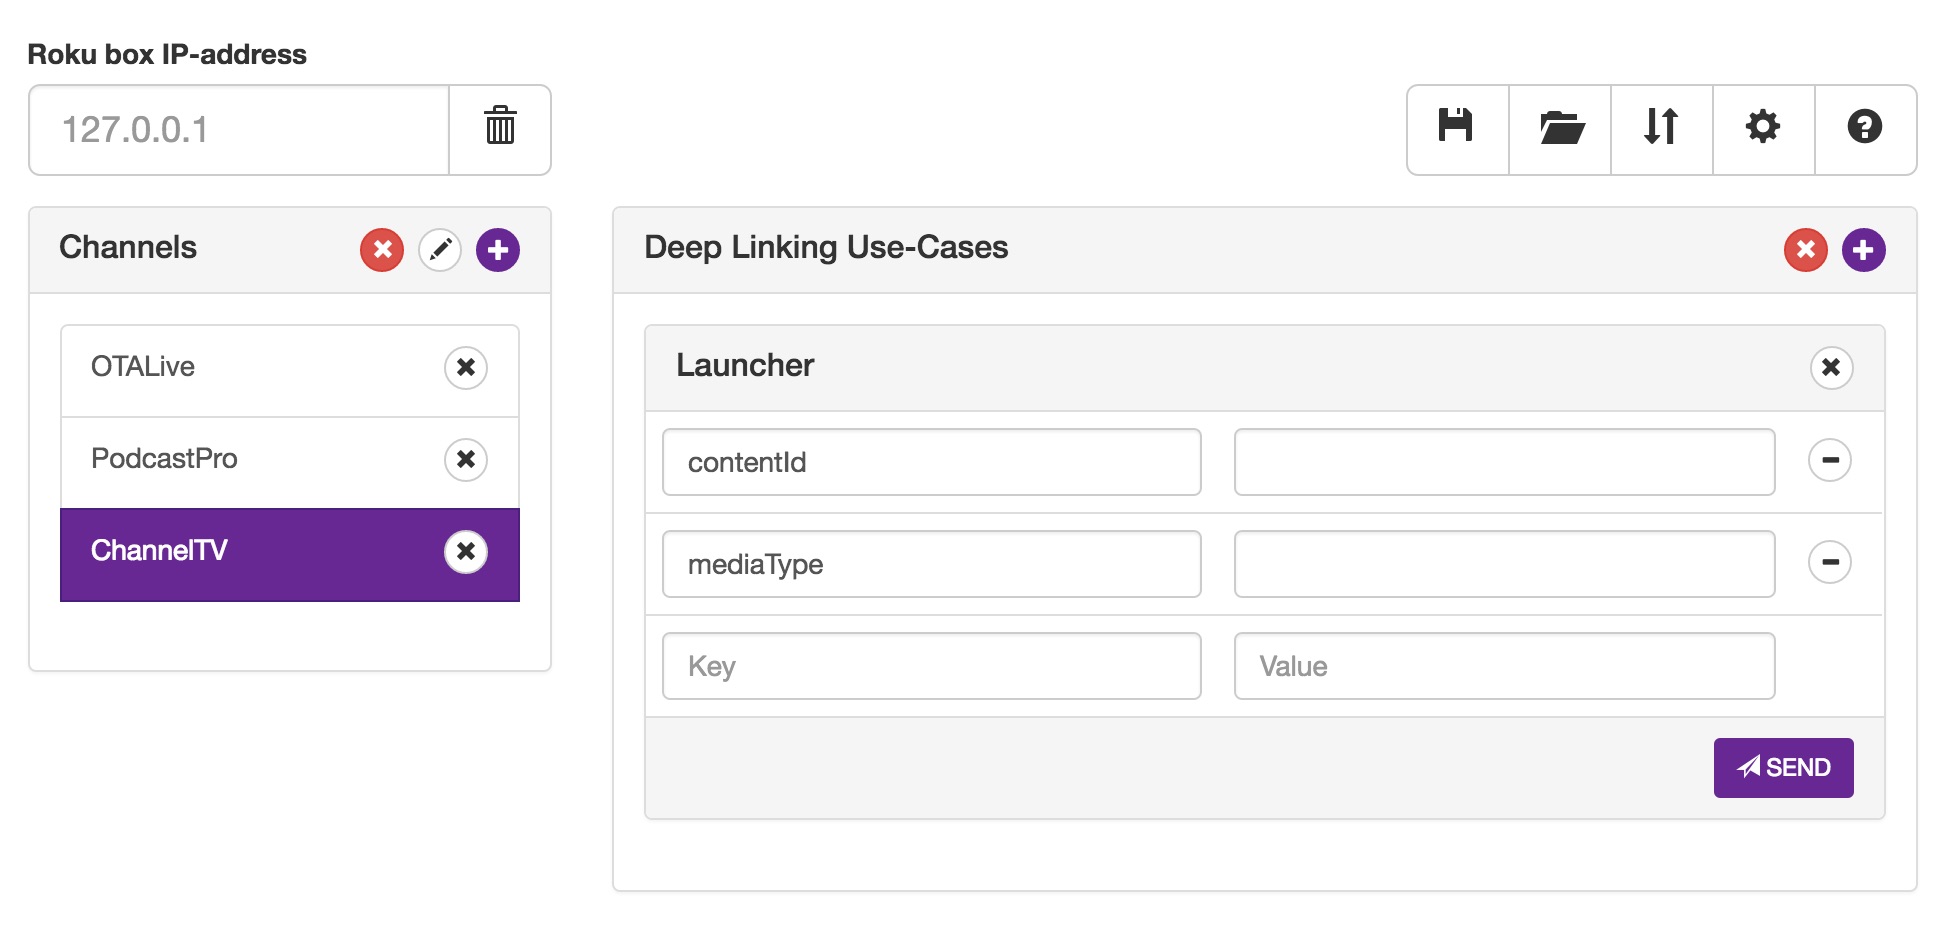 Roku box IP-address
127.0.0.1
Channels
OTALive
PodcastPro
ChannelTV
Deep Linking Use-Cases
Launcher
contentId
mediaType
Key Value
SEND